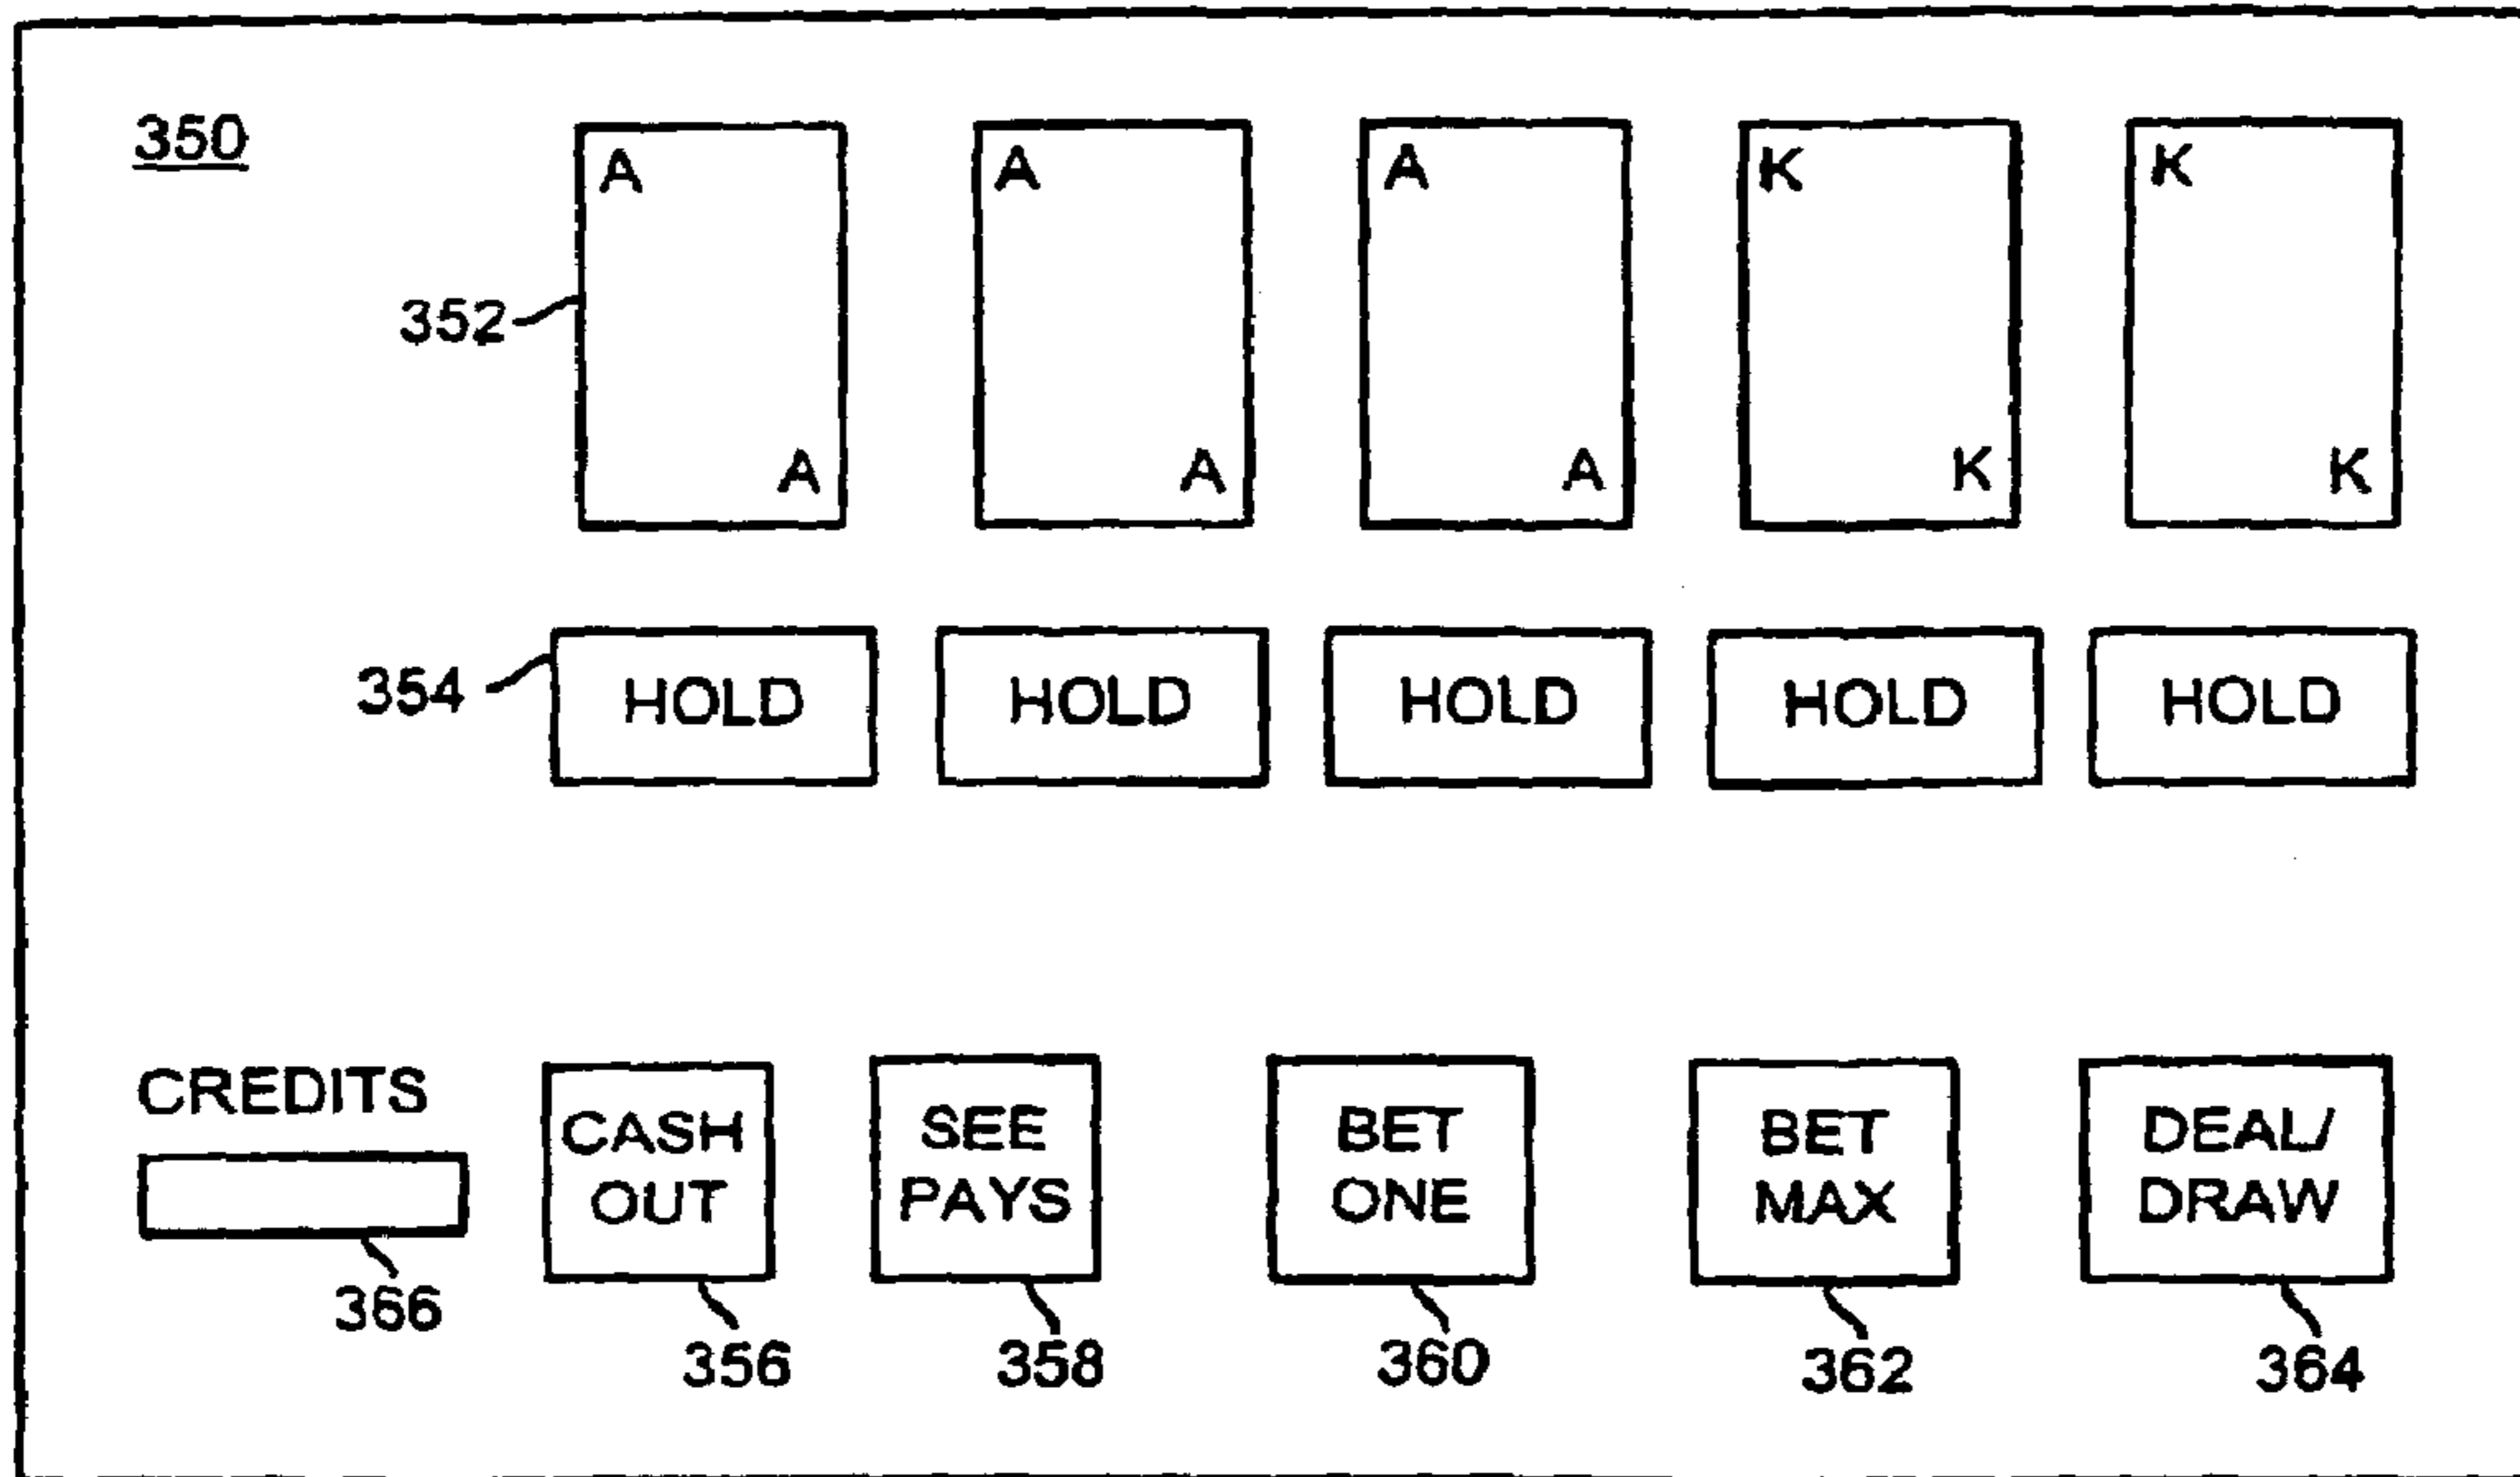 350
A A A K K
352
A A A K K
354
HOLD HOLD HOLD HOLD HOLD
CREDITS
CASH OUT
SEE PAYS
BET ONE
BET MAX
DEAL/ DRAW
366
356
358
360
362
364